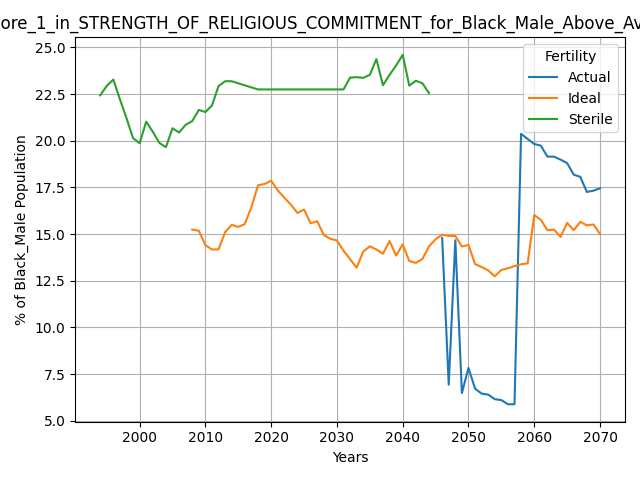 ore_1_in_STRENGTH_OF_RELIGIOUS_COMMITMENT_for_Black_Male_Above_Av
25.0
22.5
20.0
17.5
15.0
12.5
10.0
7.5
5.0
% of Black_Male Population
Fertility
Actual
Ideal
Sterile
2000 2010 2020 2030 2040 2050 2060 2070
Years